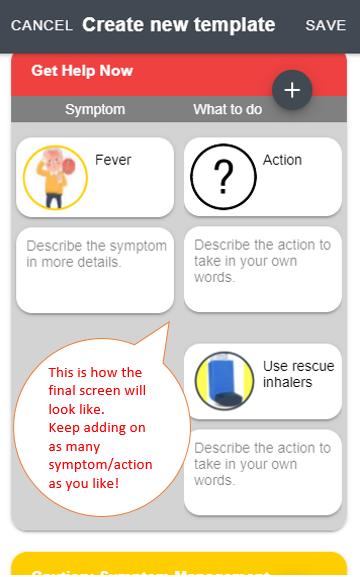 CANCEL Create new template SAVE
Get Help Now
+
Symptom What to do
Fever
? Action
Describe the symptom
in more details.
Describe the action to
take in your own
words.
This is how the
final screen will
look like.
Keep adding on
as many
symptom/action
as you like!
Use rescue
inhalers
Describe the action to
take in your own
words.
Caution: Symptom Management